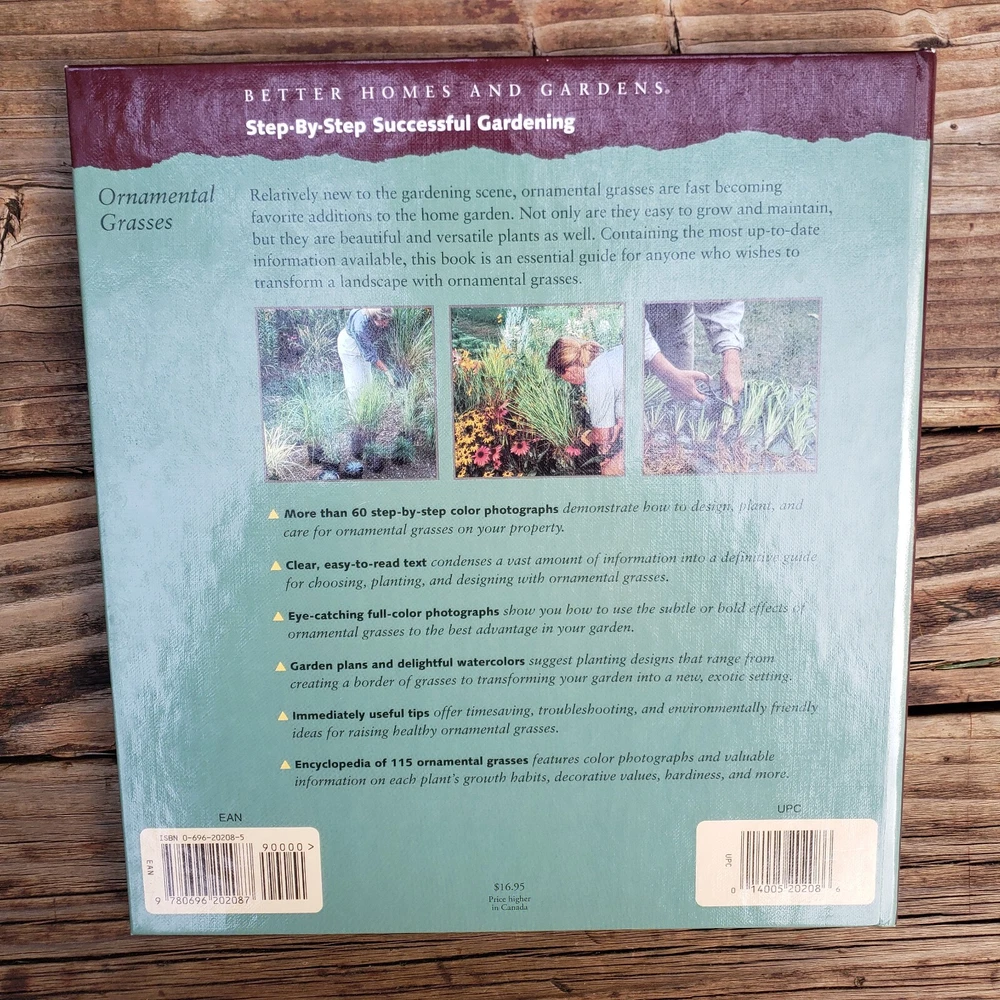 BETTER HOMES AND GARDENS®
Step-By-Step Successful Gardening
Ornamental
Grasses
Relatively new to the gardening scene, ornamental grasses are fast becoming
favorite additions to the home garden. Not only are they easy to grow and maintain,
but they are beautiful and versatile plants as well. Containing the most up-to-date
information available, this book is an essential guide for anyone who wishes to
transform a landscape with ornamental grasses.
More than 60 step-by-step color photographs demonstrate how to design, plant, and
care for ornamental grasses on your property.
Clear, easy-to-read text condenses a vast amount of information into a definitive guide
for choosing, planting, and designing with ornamental grasses.
Eye-catching full-color photographs show you how to use the subtle or bold effects of
ornamental grasses to the best advantage in your garden.
Garden plans and delightful watercolors suggest planting designs that range from
creating a border of grasses to transforming your garden into a new, exotic setting.
Immediately useful tips offer timesaving, troubleshooting, and environmentally friendly
ideas for raising healthy ornamental grasses.
Encyclopedia of 115 ornamental grasses features color photographs and valuable
information on each plant's growth habits, decorative values, hardiness, and more.
EAN
ISBN 0-696-20208-5
90000 >
EAN
9 780696 202087
$16.95
Price higher
in Canada
UPC
UPC
0 14005 20208 6